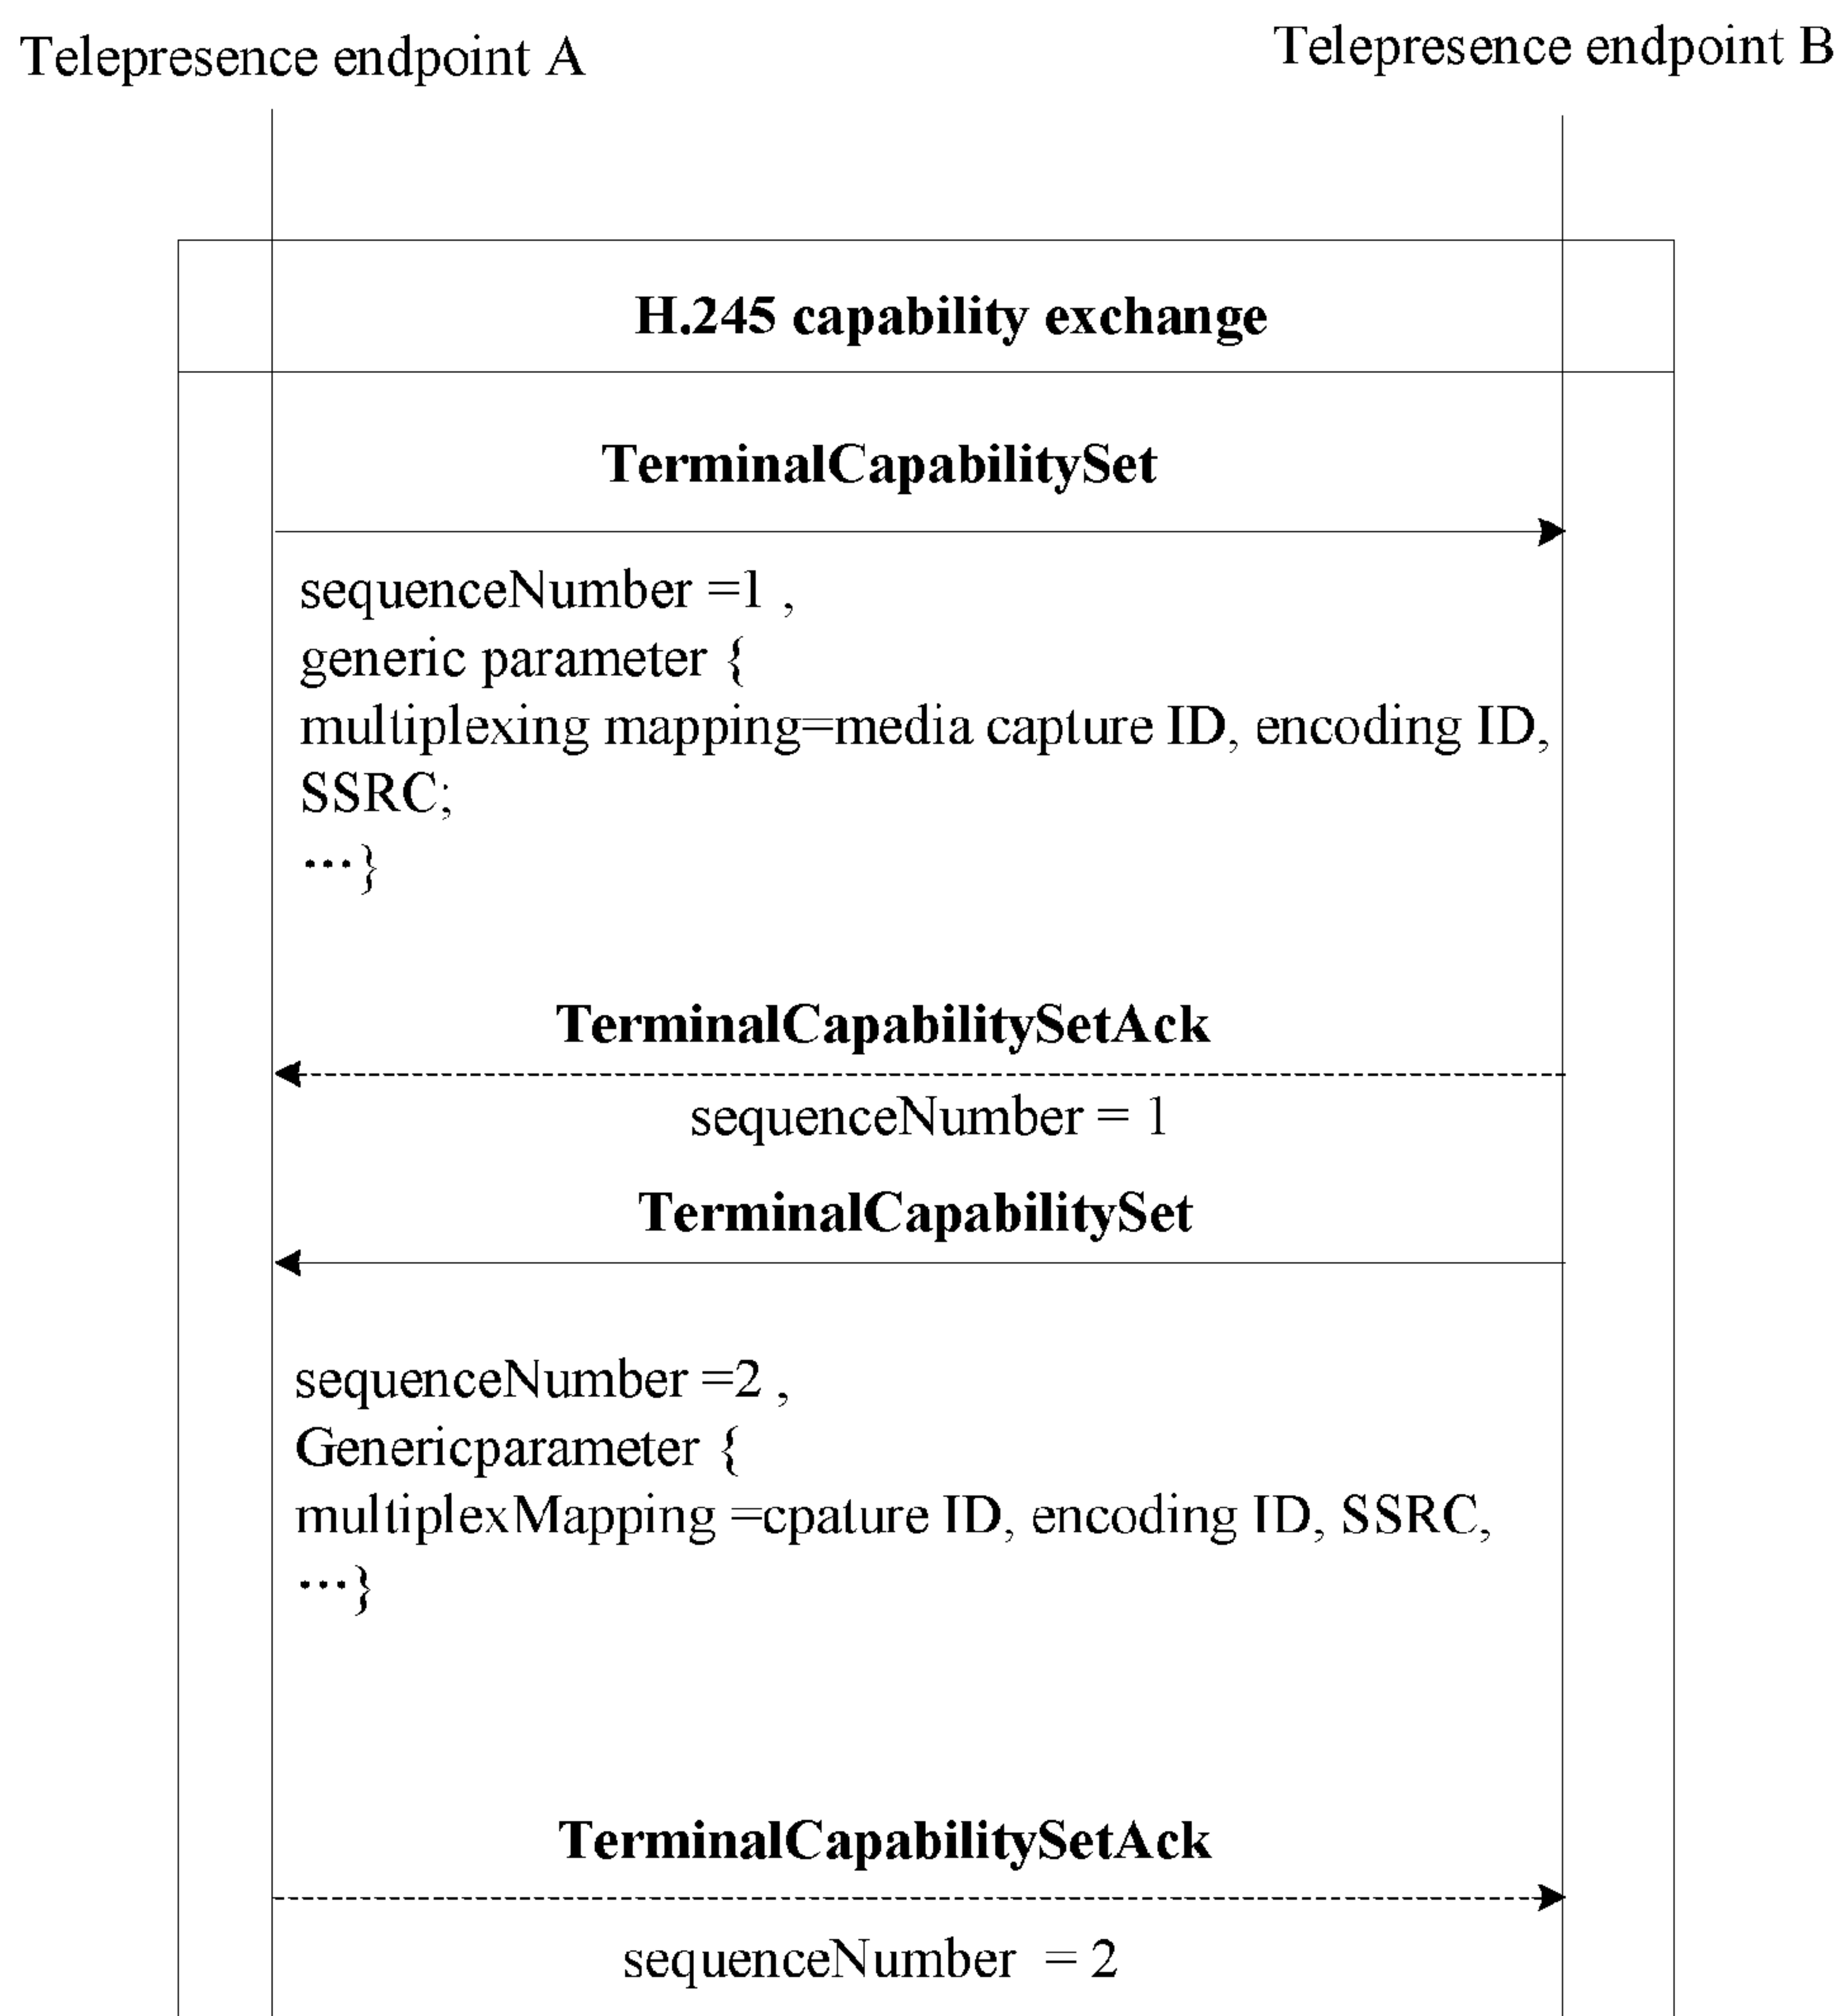 Telepresence endpoint A
Telepresence endpoint B
H.245 capability exchange
TerminalCapabilitySet
sequenceNumber =1 ,
generic parameter {
multiplexing mapping=media capture ID, encoding ID,
SSRC;
···}
TerminalCapabilitySetAck
sequenceNumber = 1
TerminalCapabilitySet
sequenceNumber =2 ,
Genericparameter {
multiplexMapping =cpature ID, encoding ID, SSRC,
···}
TerminalCapabilitySetAck
sequenceNumber = 2